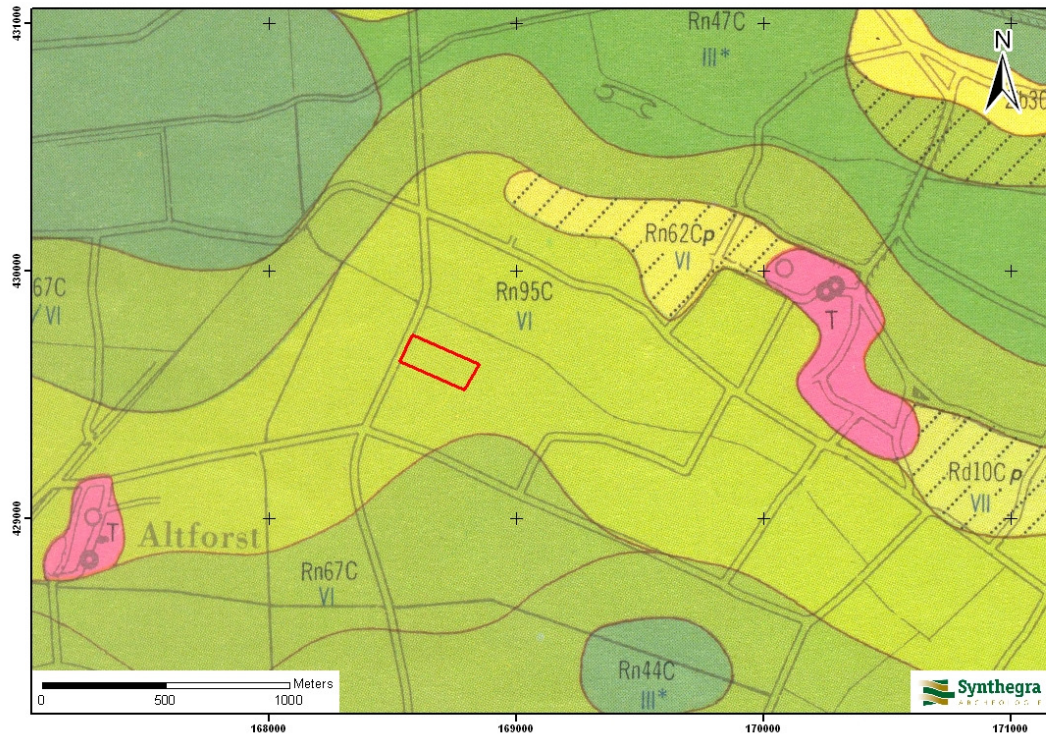 431000
430000
429000
Rn47C
III*
N
Rn62Cp
VI
67C
VI
Rn95C
VI
T
Rd10Cp
VII
T
Altforst
Rn67C
VI
Rn44C
III*
Meters
0 500 1000
Synthegra
ARCHEOLOGIE
168000 169000 170000 171000